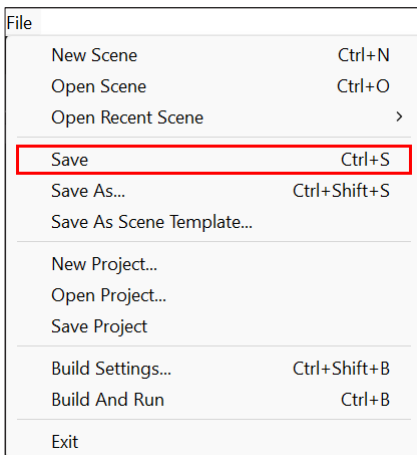 File
New Scene Ctrl+N
Open Scene Ctrl+O
Open Recent Scene >
Save Ctrl+S
Save As... Ctrl+Shift+S
Save As Scene Template...
New Project...
Open Project...
Save Project
Build Settings... Ctrl+Shift+B
Build And Run Ctrl+B
Exit